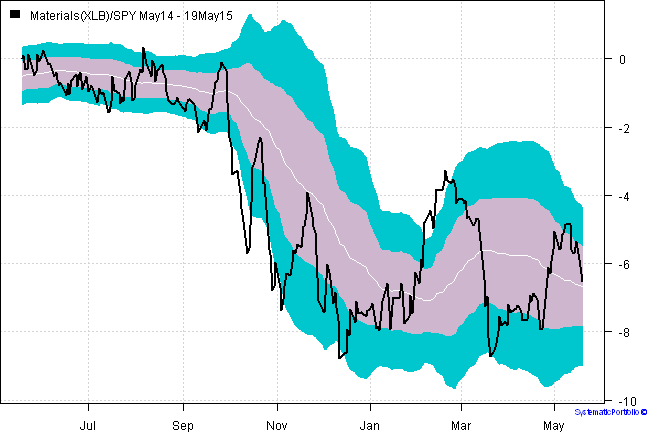 Materials(XLB)/SPY May14 - 19May15
0
-2
-4
-6
-8
-10
Jul Sep Nov Jan Mar May
SystematicPortfolio ©